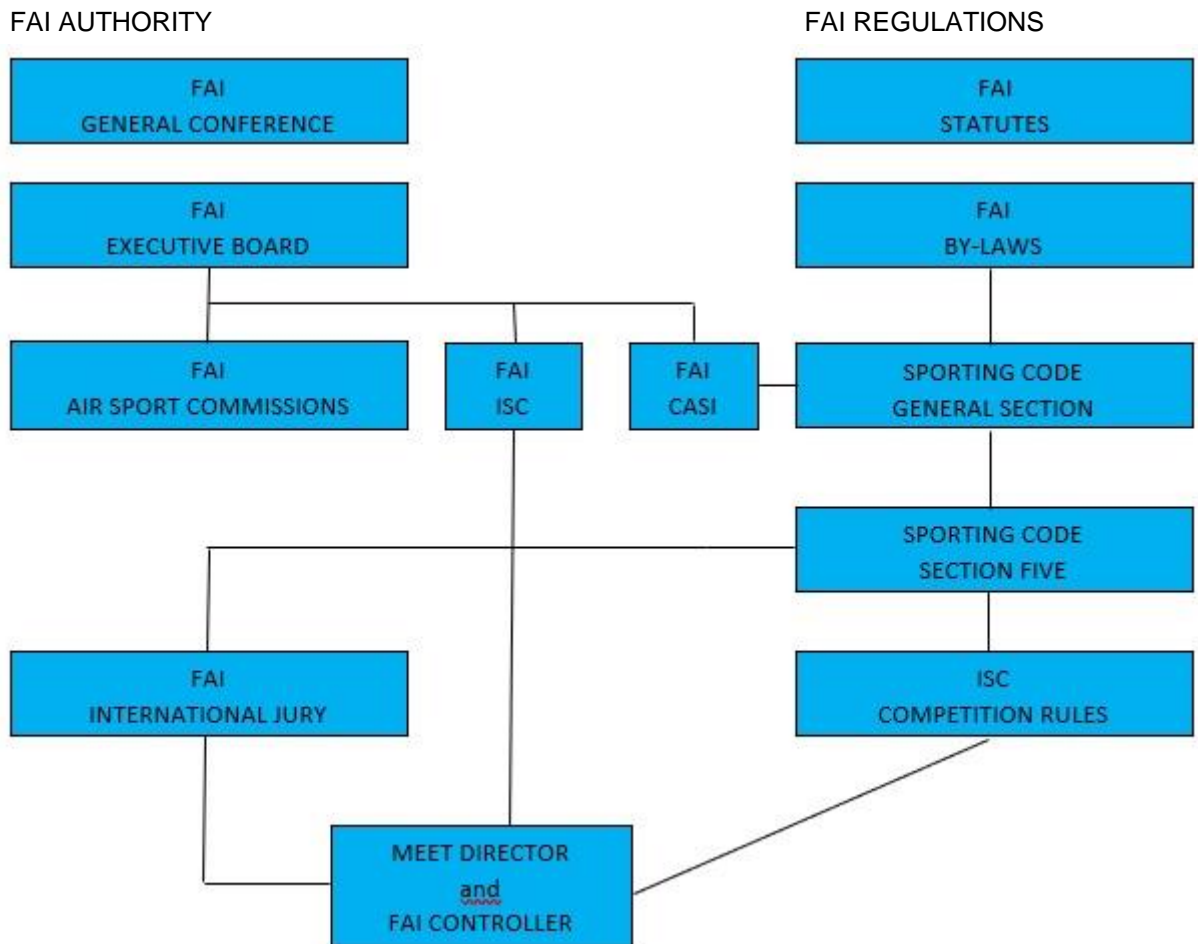 FAI AUTHORITY
FAI REGULATIONS
FAI
GENERAL CONFERENCE
FAI
STATUTES
FAI
EXECUTIVE BOARD
FAI
BY-LAWS
FAI
AIR SPORT COMMISSIONS
FAI
ISC
FAI
CASI
SPORTING CODE
GENERAL SECTION
SPORTING CODE
SECTION FIVE
FAI
INTERNATIONAL JURY
ISC
COMPETITION RULES
MEET DIRECTOR
and
FAI CONTROLLER